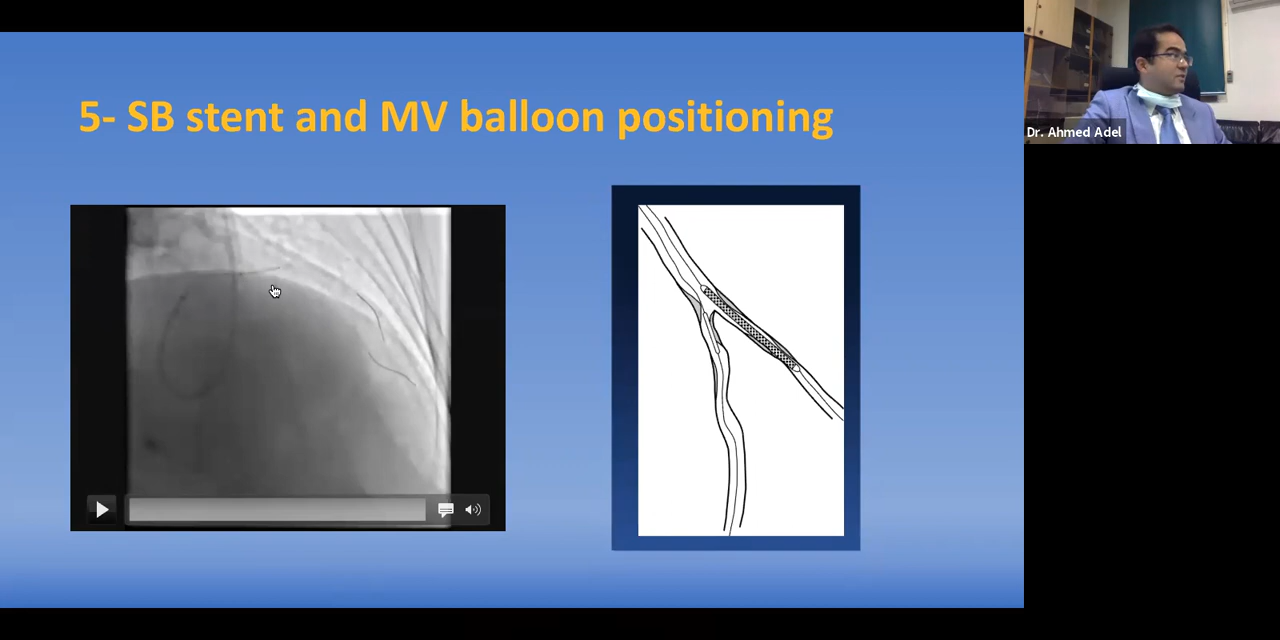 5- SB stent and MV balloon positioning
Dr. Ahmed Adel